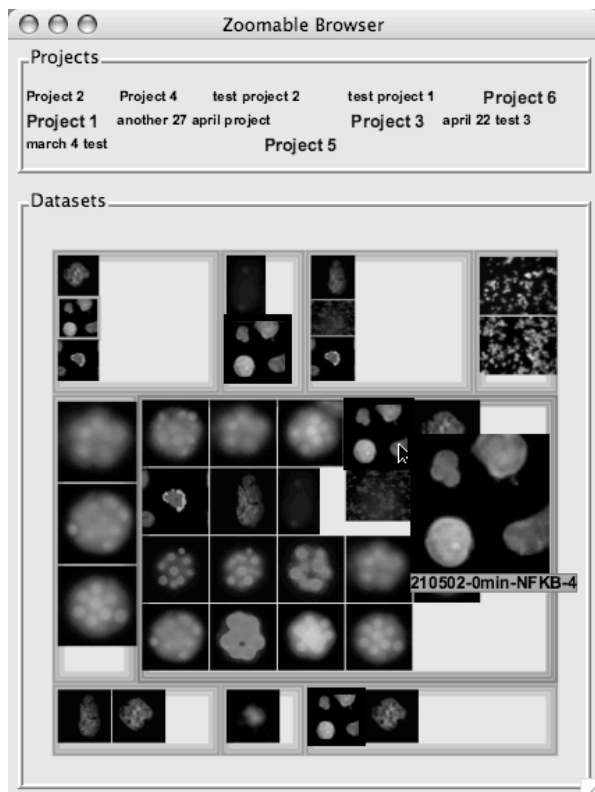 Zoomable Browser
Projects
Project 2 Project 4 test project 2 test project 1 Project 6
Project 1 another 27 april project Project 3 april 22 test 3
march 4 test Project 5
Datasets
210502-0min-NFKB-4